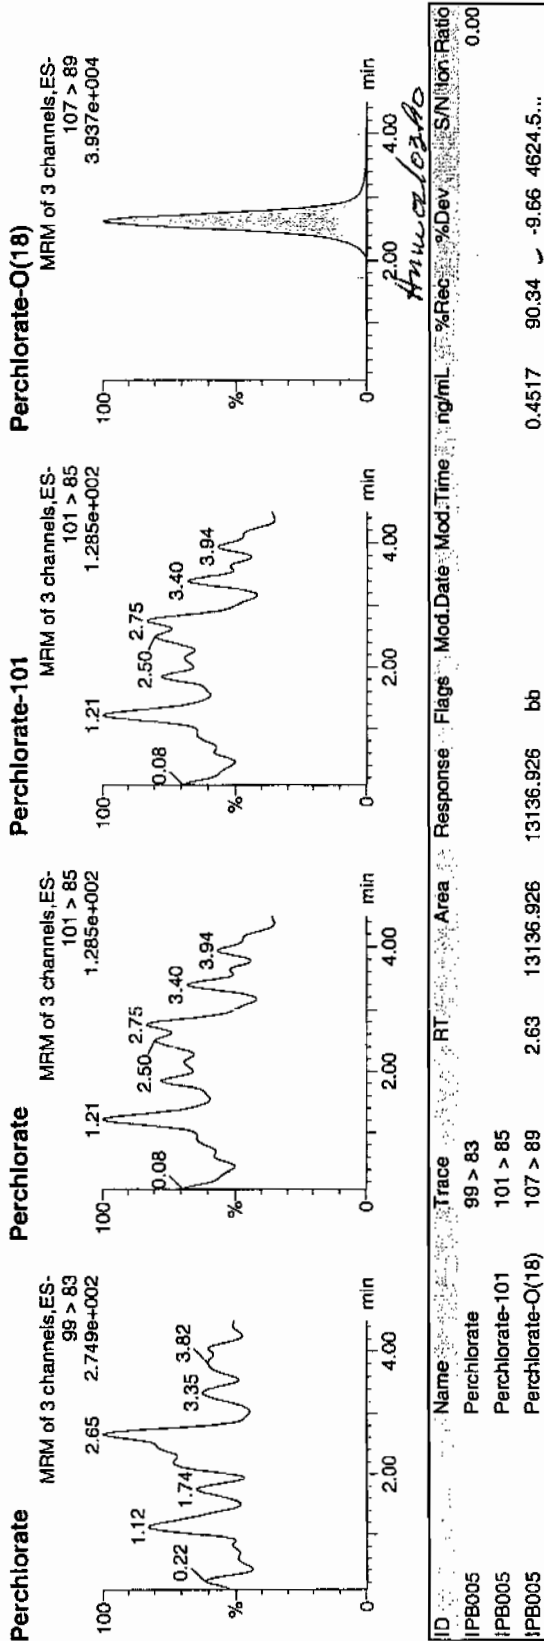 Perchlorate
MRM of 3 channels,ES-
99 > 83
2.749e+002
100
%
0
0.22
1.12
1.74
2.65
3.35
3.82
2.00
4.00
min
Perchlorate
MRM of 3 channels,ES-
101 > 85
1.285e+002
100
%
0
0.08
1.21
2.50
2.75
3.40
3.94
2.00
4.00
min
Perchlorate-101
MRM of 3 channels,ES-
101 > 85
1.285e+002
100
%
0
0.08
1.21
2.50
2.75
3.40
3.94
2.00
4.00
min
Perchlorate-O(18)
MRM of 3 channels,ES-
107 > 89
3.937e+004
100
%
0
2.00
4.00
min
ID Name Trace RT Area Response Flags Mod.Date Mod.Time ng/mL %Rec %Dev S/N Ion Ratio
IPB005 Perchlorate 99 > 83 0.00
IPB005 Perchlorate-101 101 > 85
IPB005 Perchlorate-O(18) 107 > 89 2.63 13136.926 13136.926 bb 0.4517 90.34 -9.66 4624.5...